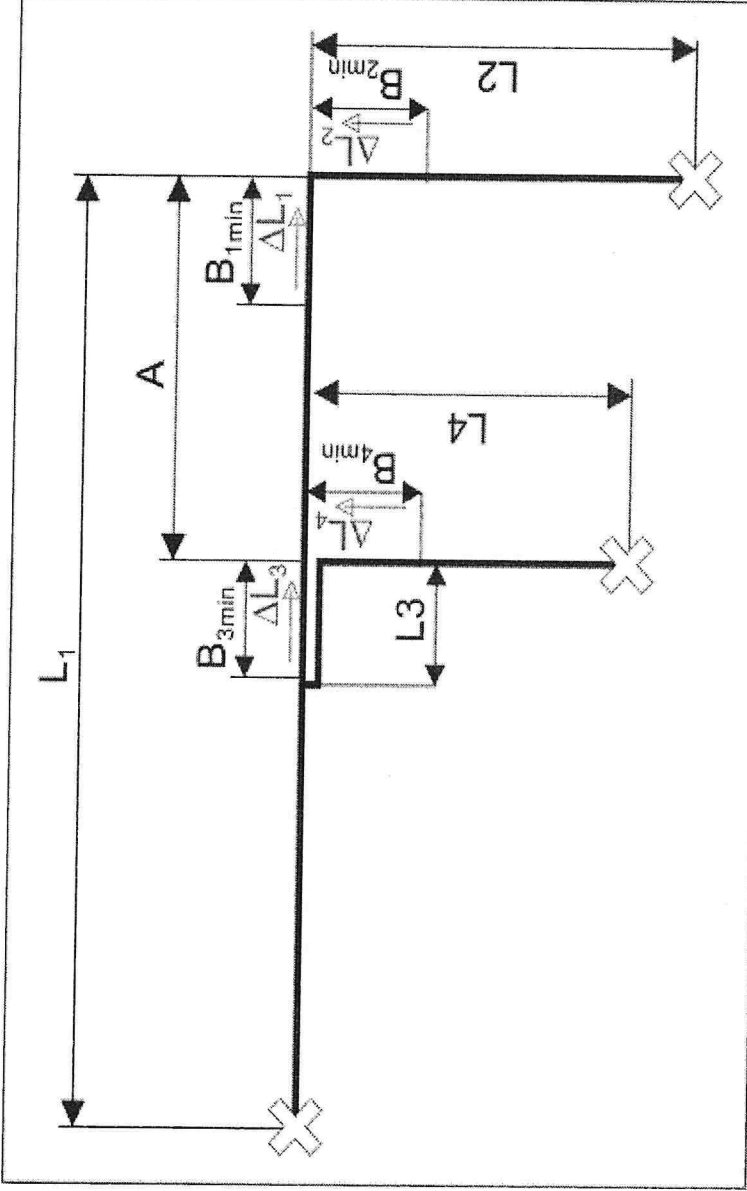 L₁
A
B₁min
ΔL₁
B₃min
ΔL₃
B₂min
ΔL₂
L2
B₄min
ΔL₄
L4
L3